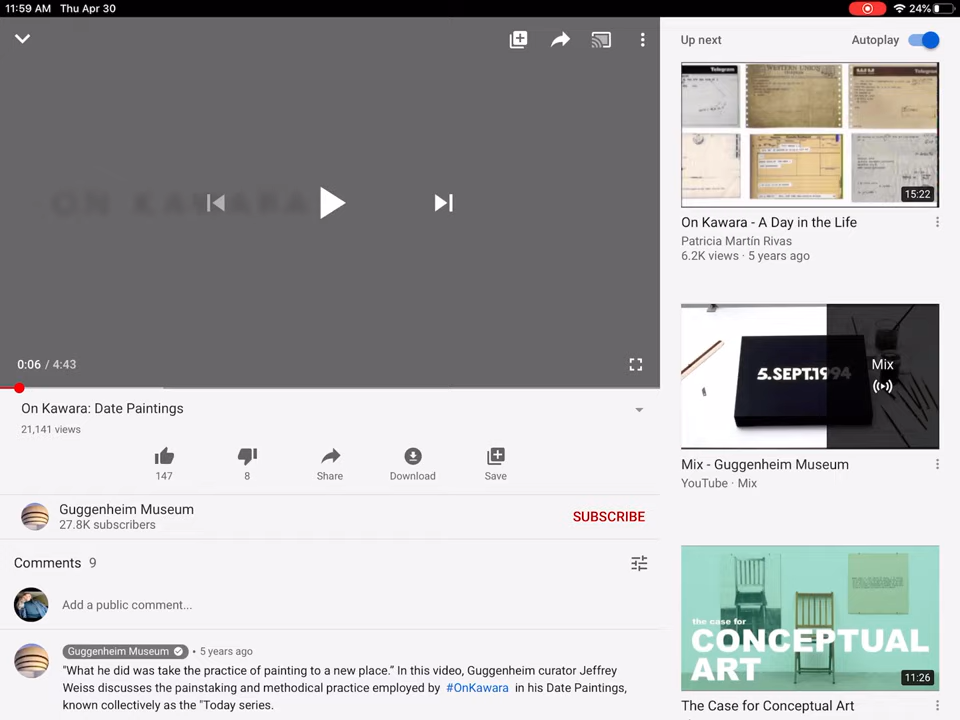 11:59 AM Thu Apr 30
24%
ON KAWARA
0:06 / 4:43
On Kawara: Date Paintings
21,141 views
147
8
Share
Download
Save
Guggenheim Museum
27.8K subscribers
SUBSCRIBE
Comments 9
Add a public comment...
Guggenheim Museum • 5 years ago
"What he did was take the practice of painting to a new place." In this video, Guggenheim curator Jeffrey
Weiss discusses the painstaking and methodical practice employed by #OnKawara in his Date Paintings,
known collectively as the "Today series.
Up next
Autoplay
Telegram
WESTERN UNION
Telegram
15:22
On Kawara - A Day in the Life
Patricia Martín Rivas
6.2K views · 5 years ago
5.SEPT.1994
Mix
Mix - Guggenheim Museum
YouTube · Mix
the case for
CONCEPTUAL
ART
11:26
The Case for Conceptual Art